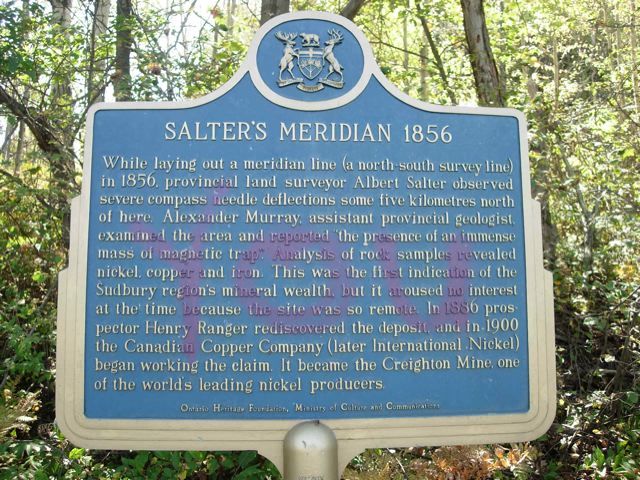 SALTER'S MERIDIAN 1856
While laying out a meridian line (a north-south survey line)
in 1856, provincial land surveyor Albert Salter observed
severe compass needle deflections some five kilometres north
of here. Alexander Murray, assistant provincial geologist,
examined the area and reported "the presence of an immense
mass of magnetic trap". Analysis of rock samples revealed
nickel, copper and iron. This was the first indication of the
Sudbury region's mineral wealth, but it aroused no interest
at the time because the site was so remote. In 1886 pros-
pector Henry Ranger rediscovered the deposit, and in 1900
the Canadian Copper Company (later International Nickel)
began working the claim. It became the Creighton Mine, one
of the world's leading nickel producers.
Ontario Heritage Foundation, Ministry of Culture and Communications